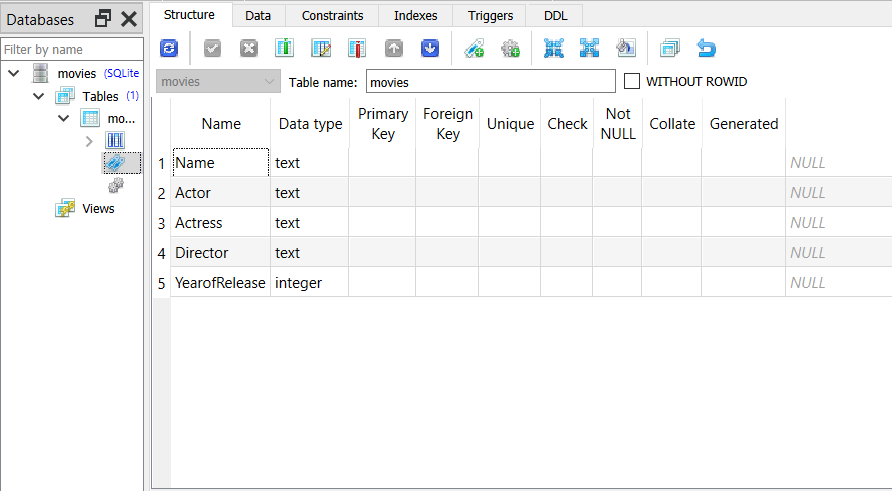 Databases
Filter by name
movies (SQLite
Tables (1)
mo...
Views
Structure Data Constraints Indexes Triggers DDL
movies Table name: movies WITHOUT ROWID
Name Data type Primary Key Foreign Key Unique Check Not NULL Collate Generated
1 Name text NULL
2 Actor text NULL
3 Actress text NULL
4 Director text NULL
5 YearofRelease integer NULL